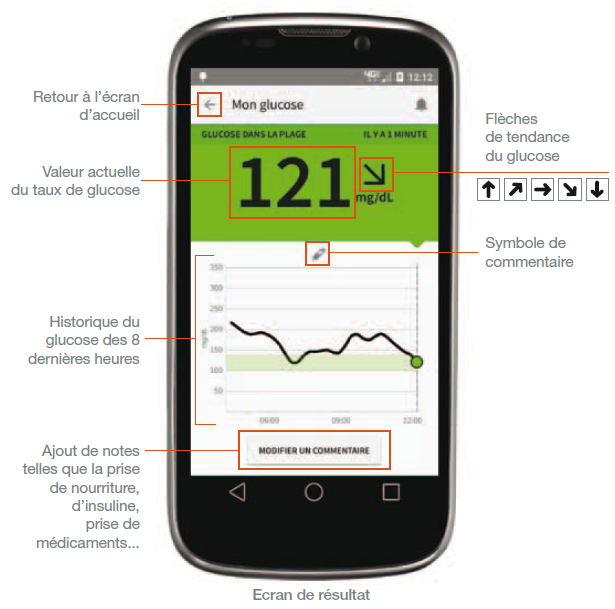 4G 12:12
Retour à l'écran
d'accueil
Mon glucose
GLUCOSE DANS LA PLAGE
IL Y A 1 MINUTE
Flèches
de tendance
du glucose
Valeur actuelle
du taux de glucose
121
mg/dL
Symbole de
commentaire
350
300
250
200
150
100
50
mg/dL
06:00 09:00 12:00
Historique du
glucose des 8
dernières heures
MODIFIER UN COMMENTAIRE
Ajout de notes
telles que la prise
de nourriture,
d'insuline,
prise de
médicaments...
Ecran de résultat